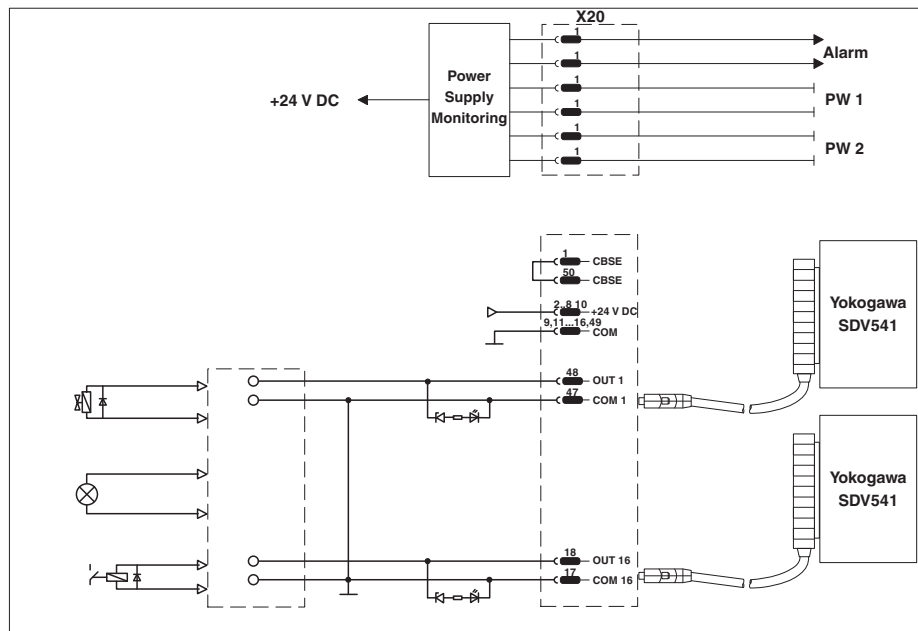 X20
1
Alarm
1
Power
Supply
Monitoring
1
+24 V DC
PW 1
1
1
PW 2
1
1
CBSE
50
CBSE
2..8 10
+24 V DC
9,11...16,49
COM
Yokogawa
SDV541
48
OUT 1
47
COM 1
Yokogawa
SDV541
18
OUT 16
17
COM 16